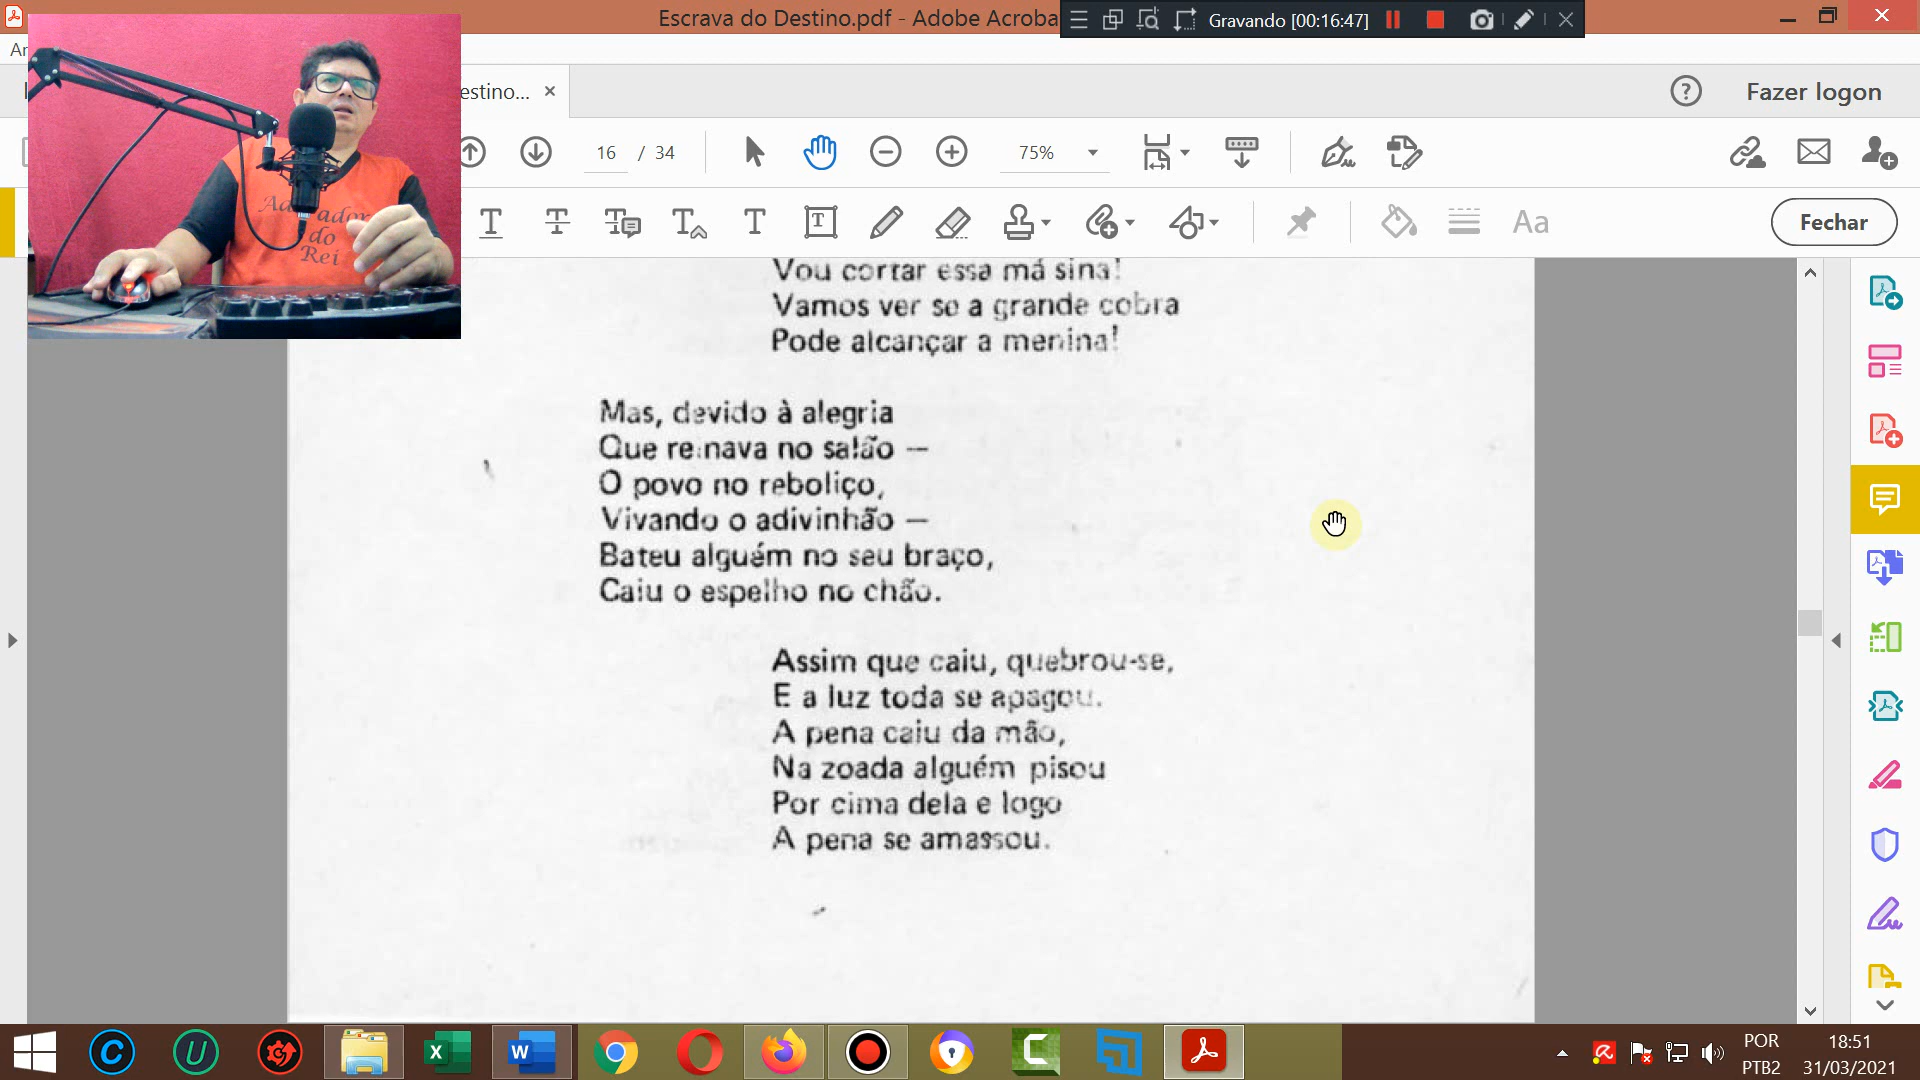 Escrava do Destino.pdf - Adobe Acroba
Gravando [00:16:47]
estino...
Fazer logon
16 / 34
75%
Fechar
Aa
Adorador
do
Rei
Vou cortar essa má sina!
Vamos ver se a grande cobra
Pode alcançar a menina!
Mas, devido à alegria
Que reinava no salão —
O povo no reboliço,
Vivando o adivinhão —
Bateu alguém no seu braço,
Caiu o espelho no chão.
Assim que caiu, quebrou-se,
E a luz toda se apagou.
A pena caiu da mão,
Na zoada alguém pisou
Por cima dela e logo
A pena se amassou.
POR
PTB2
18:51
31/03/2021